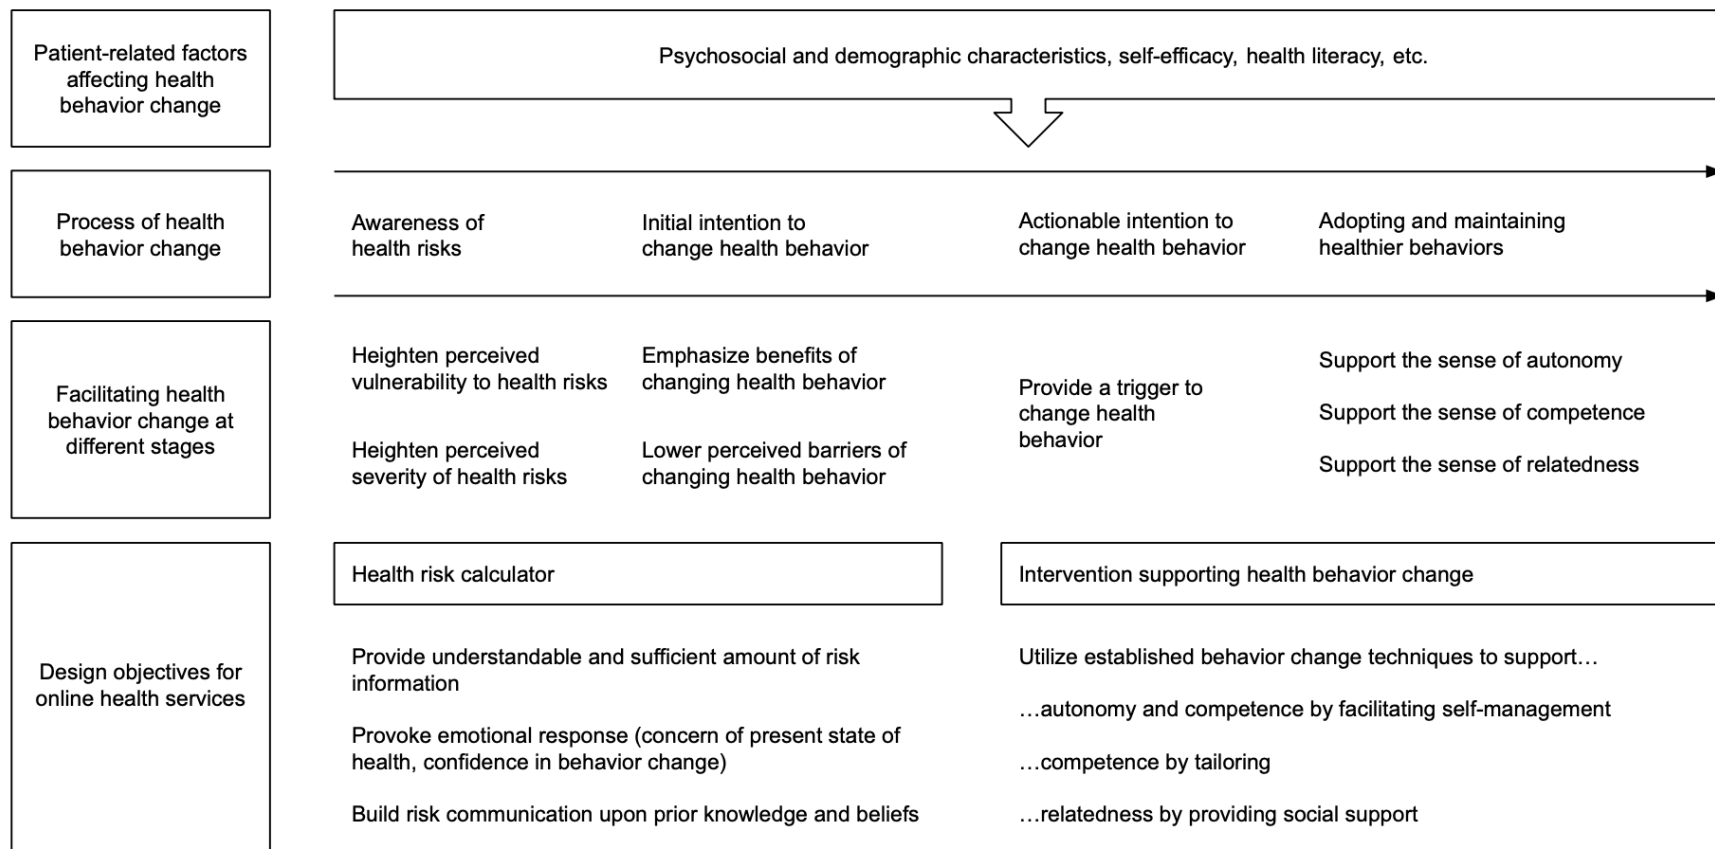 Patient-related factors
affecting health
behavior change
Psychosocial and demographic characteristics, self-efficacy, health literacy, etc.
Process of health
behavior change
Awareness of
health risks
Initial intention to
change health behavior
Actionable intention to
change health behavior
Adopting and maintaining
healthier behaviors
Facilitating health
behavior change at
different stages
Heighten perceived
vulnerability to health risks
Heighten perceived
severity of health risks
Emphasize benefits of
changing health behavior
Lower perceived barriers of
changing health behavior
Provide a trigger to
change health
behavior
Support the sense of autonomy
Support the sense of competence
Support the sense of relatedness
Design objectives for
online health services
Health risk calculator
Provide understandable and sufficient amount of risk
information
Provoke emotional response (concern of present state of
health, confidence in behavior change)
Build risk communication upon prior knowledge and beliefs
Intervention supporting health behavior change
Utilize established behavior change techniques to support…
…autonomy and competence by facilitating self-management
…competence by tailoring
…relatedness by providing social support